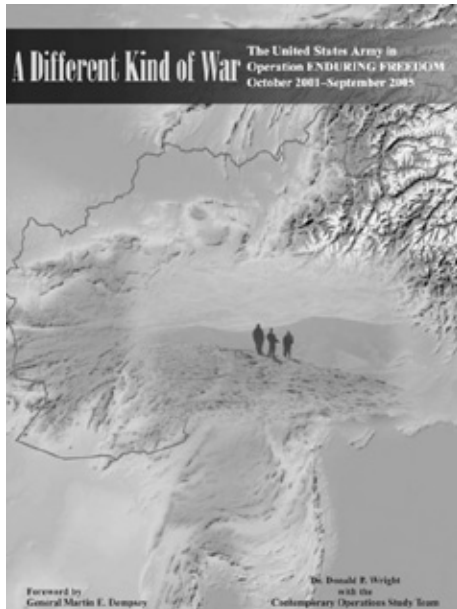 A Different Kind of War
The United States Army in
Operation ENDURING FREEDOM
October 2001–September 2005
Foreword by
General Martin E. Dempsey
Dr. Donald P. Wright
with the
Contemporary Operations Study Team